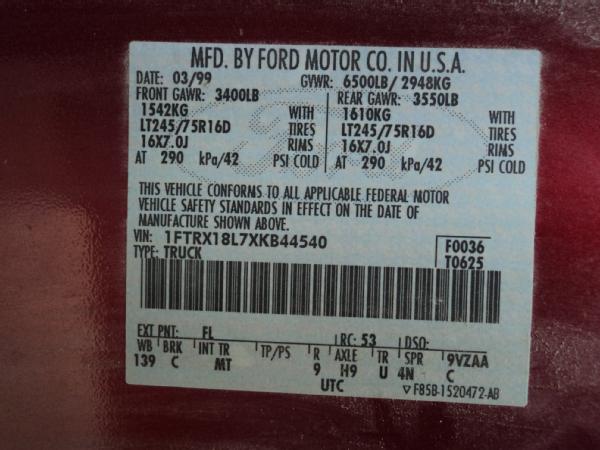 MFD. BY FORD MOTOR CO. IN U.S.A.
DATE: 03/99 GVWR: 6500LB/ 2948KG
FRONT GAWR: 3400LB REAR GAWR: 3550LB
1542KG WITH 1610KG WITH
LT245/75R16D TIRES LT245/75R16D TIRES
16X7.0J RIMS 16X7.0J RIMS
AT 290 kPa/42 PSI COLD AT 290 kPa/42 PSI COLD
THIS VEHICLE CONFORMS TO ALL APPLICABLE FEDERAL MOTOR
VEHICLE SAFETY STANDARDS IN EFFECT ON THE DATE OF
MANUFACTURE SHOWN ABOVE.
VIN: 1FTRX18L7XKB44540 F0036
TYPE: TRUCK T0625
EXT PNT: FL RC: 53 DSO:
WB BRK INT TR TP/PS R AXLE TR SPR 9VZAA
139 C MT 9 H9 U 4N C
UTC ▽ F85B-1520472-AB